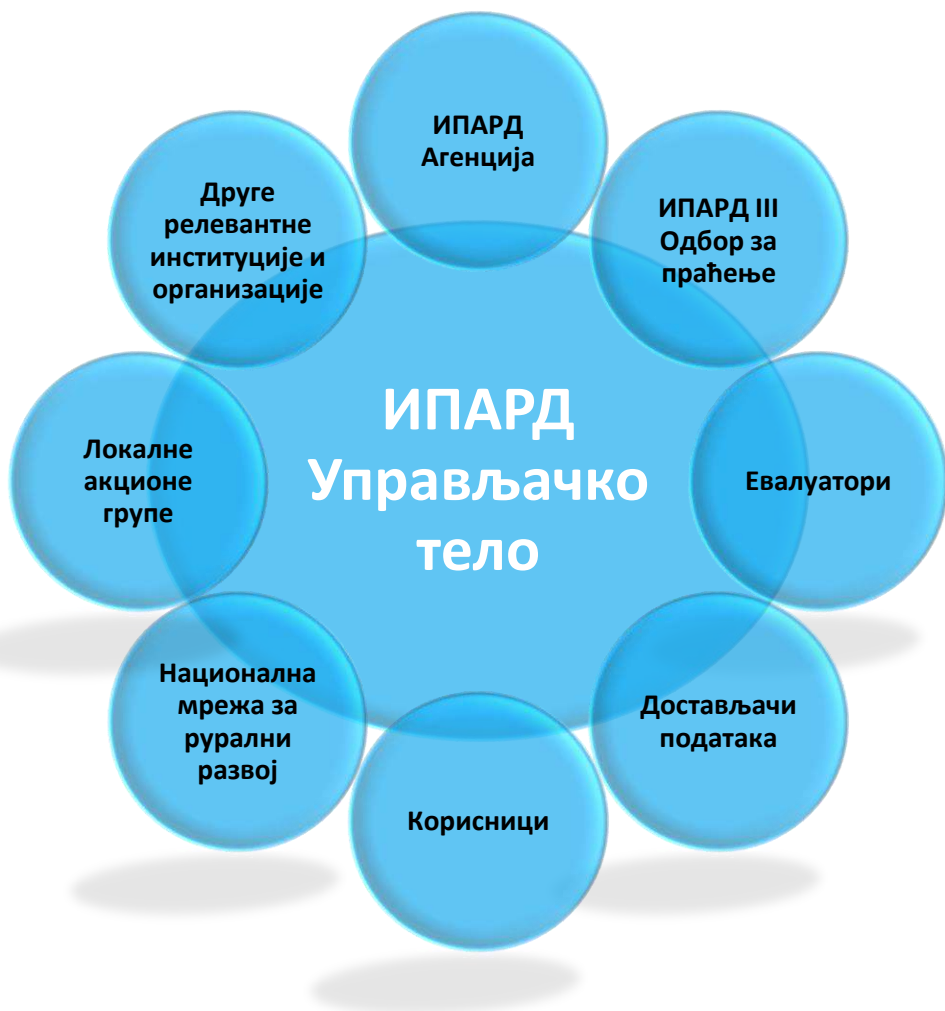 ИПАРД
Агенција
ИПАРД III
Одбор за
праћење
Евалуатори
Достављачи
података
Корисници
Национална
мрежа за
рурални
развој
Локалне
акционе
групе
Друге
релевантне
институције и
организације
ИПАРД
Управљачко
тело